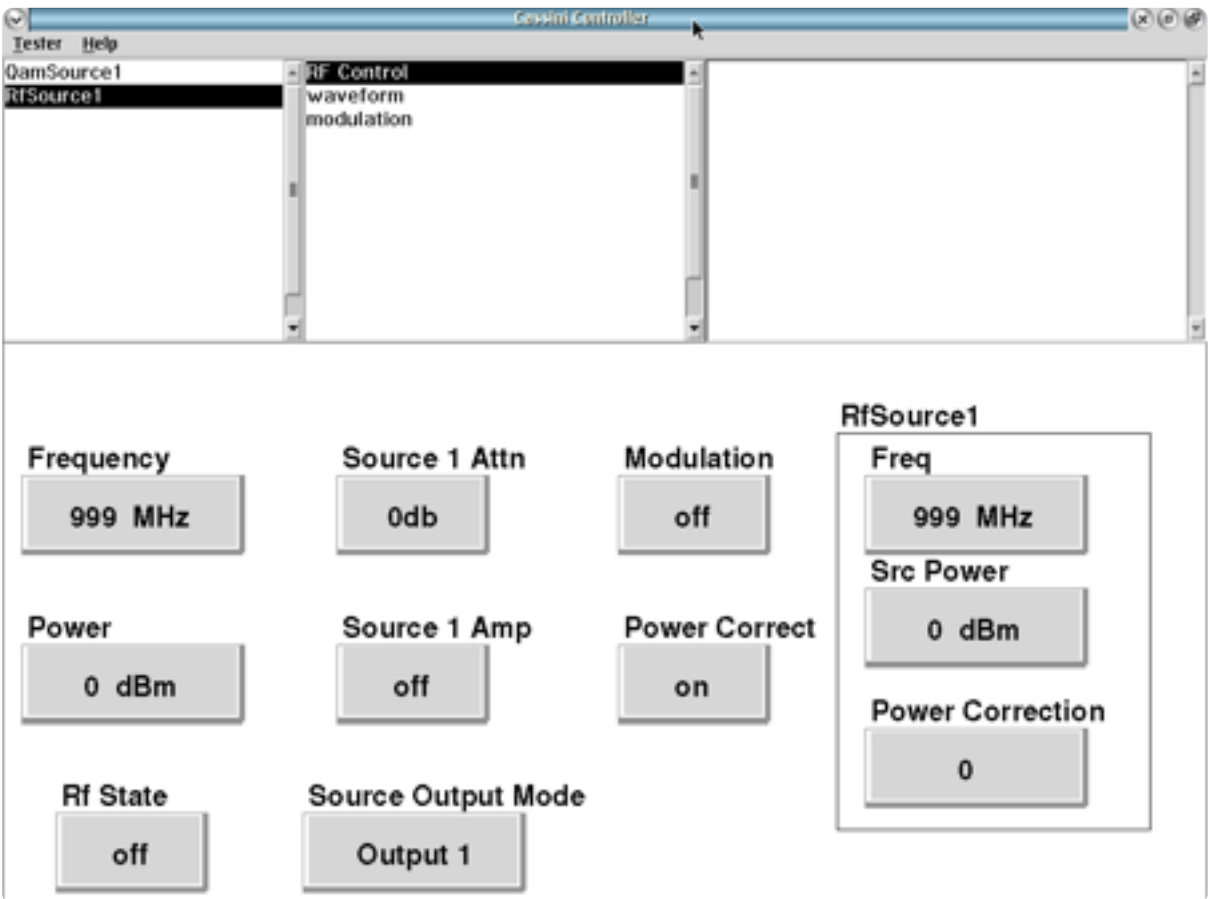 Cassini Controller
Tester Help
QamSource1
RfSource1
RF Control
waveform
modulation
RfSource1
Frequency
999 MHz
Source 1 Attn
0db
Modulation
off
Freq
999 MHz
Src Power
0 dBm
Power
0 dBm
Source 1 Amp
off
Power Correct
on
Power Correction
0
Rf State
off
Source Output Mode
Output 1